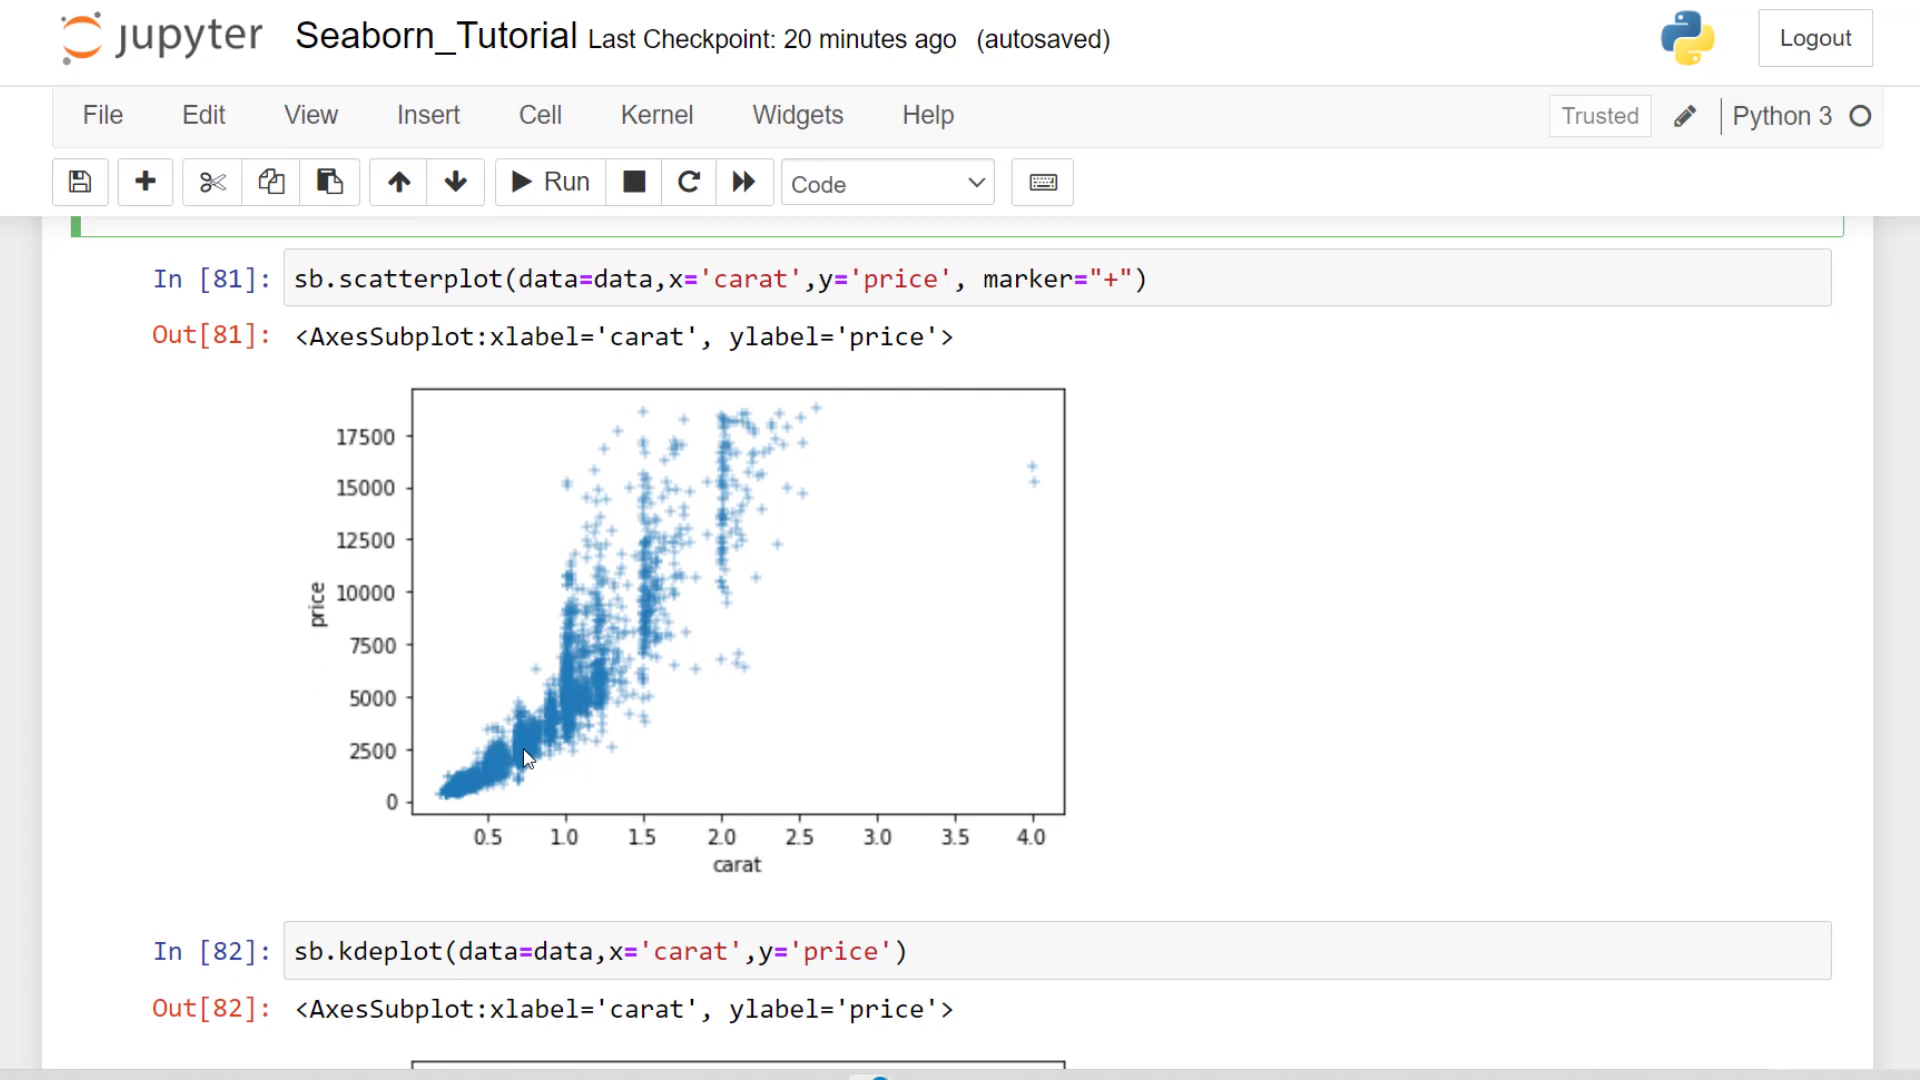 jupyter Seaborn_Tutorial Last Checkpoint: 20 minutes ago (autosaved) Logout
File Edit View Insert Cell Kernel Widgets Help Trusted Python 3
Run Code
In [81]: sb.scatterplot(data=data,x='carat',y='price', marker="+")
Out[81]: <AxesSubplot:xlabel='carat', ylabel='price'>
17500
15000
12500
10000
price
7500
5000
2500
0
0.5 1.0 1.5 2.0 2.5 3.0 3.5 4.0
carat
In [82]: sb.kdeplot(data=data,x='carat',y='price')
Out[82]: <AxesSubplot:xlabel='carat', ylabel='price'>